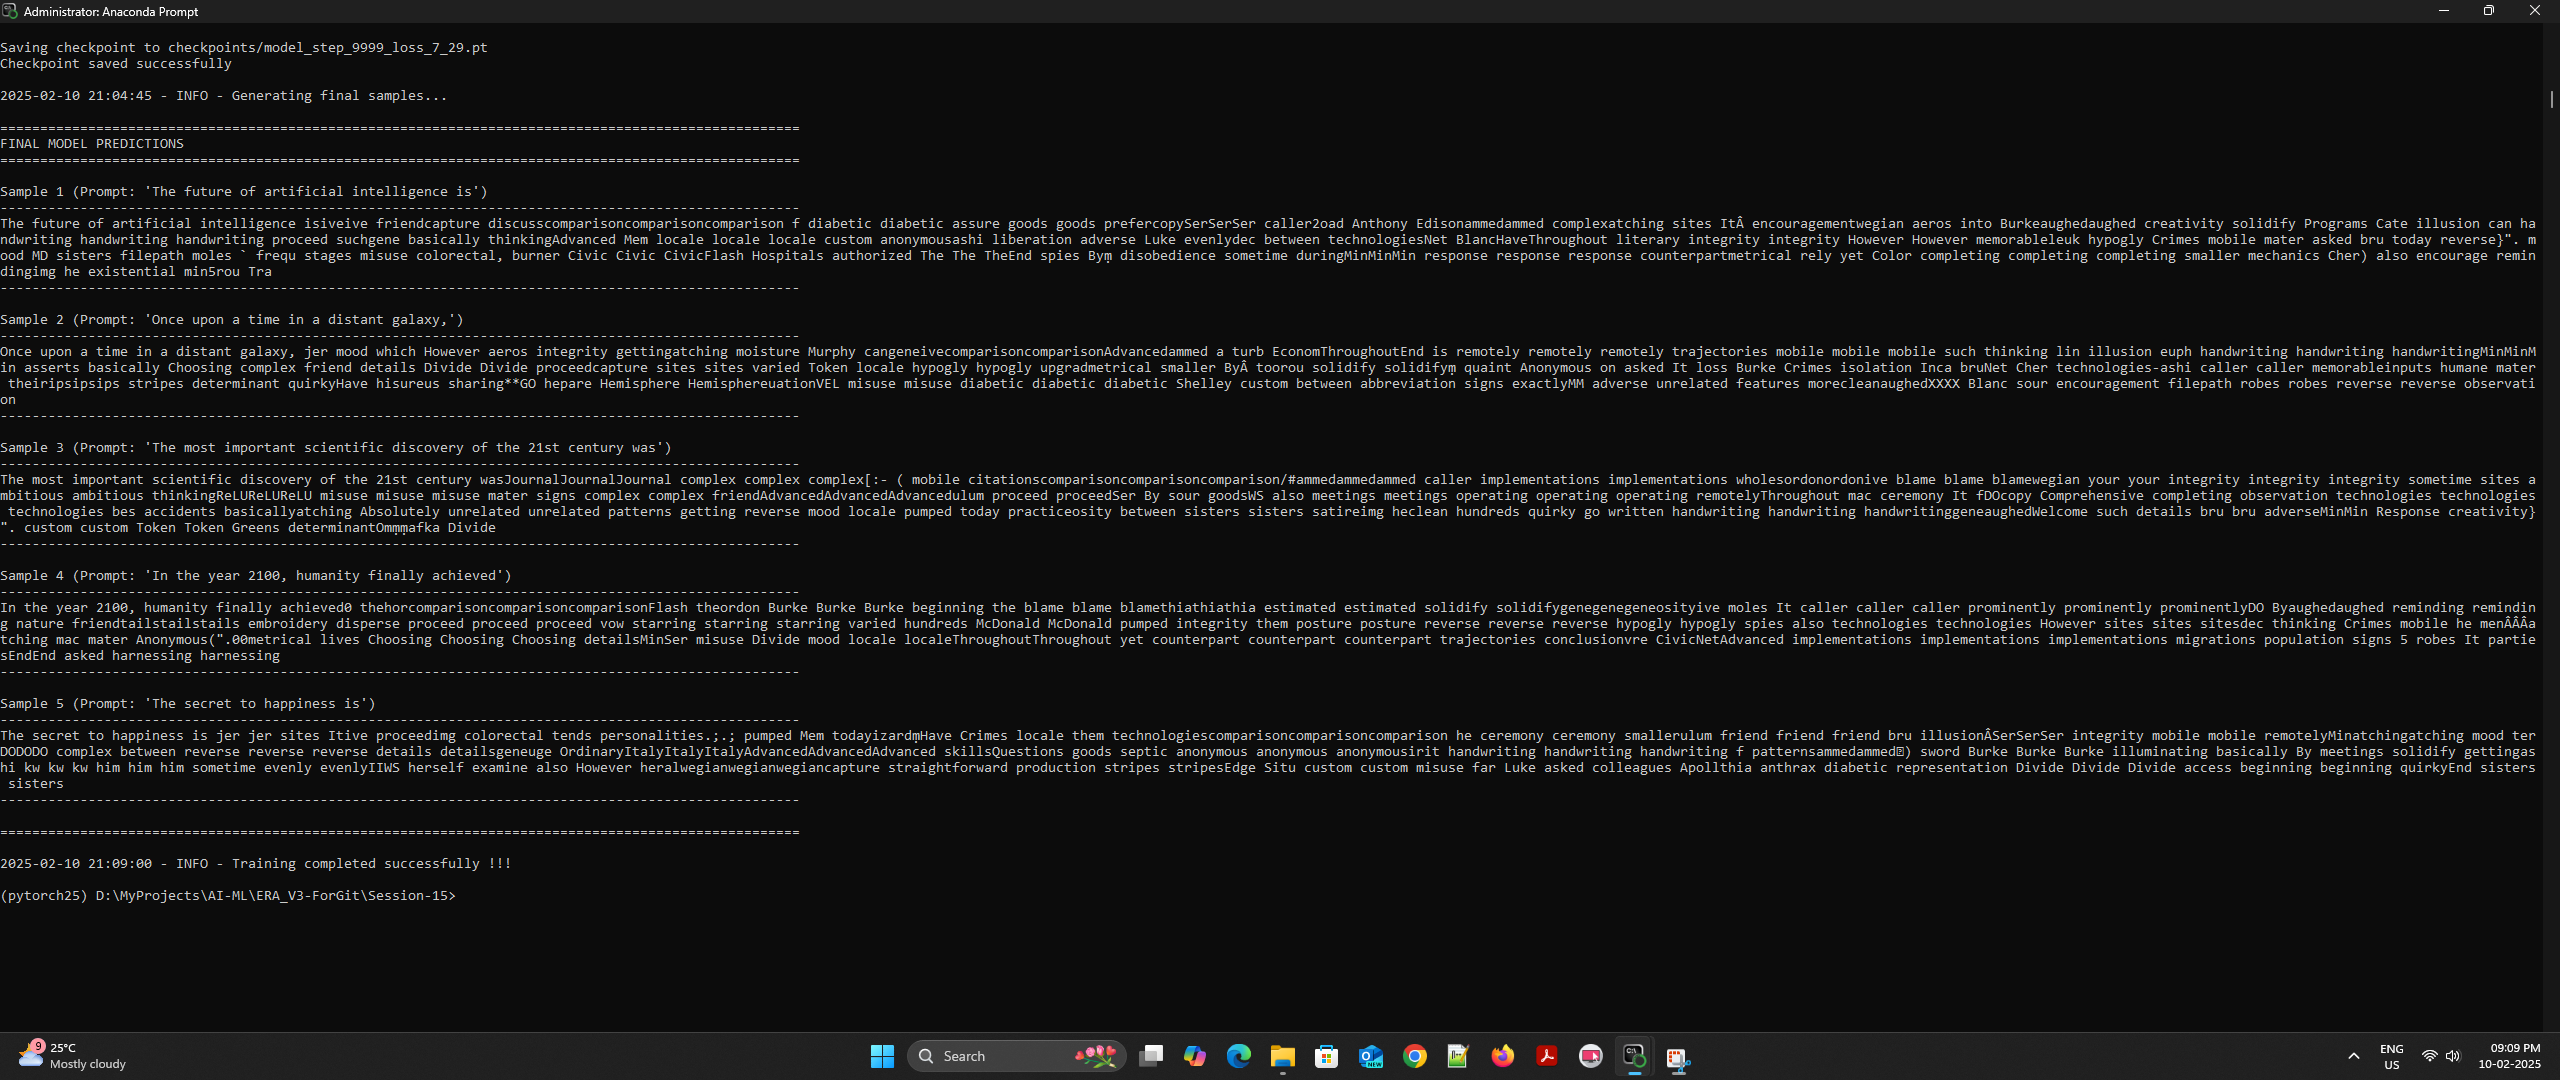 Administrator: Anaconda Prompt
Saving checkpoint to checkpoints/model_step_9999_loss_7_29.pt
Checkpoint saved successfully
2025-02-10 21:04:45 - INFO - Generating final samples...
====================================================================================================
FINAL MODEL PREDICTIONS
====================================================================================================
Sample 1 (Prompt: 'The future of artificial intelligence is')
----------------------------------------------------------------------------------------------------
The future of artificial intelligence isiveive friendcapture discusscomparisoncomparisoncomparison f diabetic diabetic assure goods goods prefercopySerSerSer caller2oad Anthony Edisonammedammed complexatching sites ItÂ encouragementwegian aeros into Burkeaughedaughed creativity solidify Programs Cate illusion can ha
ndwriting handwriting handwriting proceed suchgene basically thinkingAdvanced Mem locale locale locale custom anonymousashi liberation adverse Luke evenlydec between technologiesNet BlancHaveThroughout literary integrity integrity However However memorableleuk hypogly Crimes mobile mater asked bru today reverse}". m
ood MD sisters filepath moles ` frequ stages misuse colorectal, burner Civic Civic CivicFlash Hospitals authorized The The TheEnd spies Byṃ disobedience sometime duringMinMinMin response response response counterpartmetrical rely yet Color completing completing completing smaller mechanics Cher) also encourage remin
dingimg he existential min5rou Tra
----------------------------------------------------------------------------------------------------
Sample 2 (Prompt: 'Once upon a time in a distant galaxy,')
----------------------------------------------------------------------------------------------------
Once upon a time in a distant galaxy, jer mood which However aeros integrity gettingatching moisture Murphy cangeneivecomparisoncomparisonAdvancedammed a turb EconomThroughoutEnd is remotely remotely remotely trajectories mobile mobile mobile such thinking lin illusion euph handwriting handwriting handwritingMinMinM
in asserts basically Choosing complex friend details Divide Divide proceedcapture sites sites varied Token locale hypogly hypogly upgradmetrical smaller ByÂ toorou solidify solidifyṃ quaint Anonymous on asked It loss Burke Crimes isolation Inca bruNet Cher technologies-ashi caller caller memorableinputs humane mater
 theiripsipsips stripes determinant quirkyHave hisureus sharing**GO hepare Hemisphere HemisphereuationVEL misuse misuse diabetic diabetic diabetic Shelley custom between abbreviation signs exactlyMM adverse unrelated features morecleanaughedXXXX Blanc sour encouragement filepath robes robes reverse reverse observati
on
----------------------------------------------------------------------------------------------------
Sample 3 (Prompt: 'The most important scientific discovery of the 21st century was')
----------------------------------------------------------------------------------------------------
The most important scientific discovery of the 21st century wasJournalJournalJournal complex complex complex[:- ( mobile citationscomparisoncomparisoncomparison/#ammedammedammed caller implementations implementations wholesordonordonive blame blame blamewegian your your integrity integrity integrity sometime sites a
mbitious ambitious thinkingReLUReLUReLU misuse misuse misuse mater signs complex complex friendAdvancedAdvancedAdvancedulum proceed proceedSer By sour goodsWS also meetings meetings operating operating operating remotelyThroughout mac ceremony It fDOcopy Comprehensive completing observation technologies technologies
 technologies bes accidents basicallyatching Absolutely unrelated unrelated patterns getting reverse mood locale pumped today practiceosity between sisters sisters satireimg heclean hundreds quirky go written handwriting handwriting handwritinggeneaughedWelcome such details bru bru adverseMinMin Response creativity}
". custom custom Token Token Greens determinantOmṃṃafka Divide
----------------------------------------------------------------------------------------------------
Sample 4 (Prompt: 'In the year 2100, humanity finally achieved')
----------------------------------------------------------------------------------------------------
In the year 2100, humanity finally achieved0 thehorcomparisoncomparisoncomparisonFlash theordon Burke Burke Burke beginning the blame blame blamethiathiathia estimated estimated solidify solidifygenegenegeneosityive moles It caller caller caller prominently prominently prominentlyDO Byaughedaughed reminding remindin
g nature friendtailstailstails embroidery disperse proceed proceed proceed vow starring starring starring varied hundreds McDonald McDonald pumped integrity them posture posture reverse reverse reverse hypogly hypogly spies also technologies technologies However sites sites sitesdec thinking Crimes mobile he menÂÂÂa
tching mac mater Anonymous(".00metrical lives Choosing Choosing Choosing detailsMinSer misuse Divide mood locale localeThroughoutThroughout yet counterpart counterpart counterpart trajectories conclusionvre CivicNetAdvanced implementations implementations implementations migrations population signs 5 robes It partie
sEndEnd asked harnessing harnessing
----------------------------------------------------------------------------------------------------
Sample 5 (Prompt: 'The secret to happiness is')
----------------------------------------------------------------------------------------------------
The secret to happiness is jer jer sites Itive proceedimg colorectal tends personalities.;.; pumped Mem todayizardṃHave Crimes locale them technologiescomparisoncomparisoncomparison he ceremony ceremony smallerulum friend friend friend bru illusionÂSerSerSer integrity mobile mobile remotelyMinatchingatching mood ter
DODODO complex between reverse reverse reverse details detailsgeneuge OrdinaryItalyItalyItalyAdvancedAdvancedAdvanced skillsQuestions goods septic anonymous anonymous anonymousirit handwriting handwriting handwriting f patternsammedammed) sword Burke Burke Burke illuminating basically By meetings solidify gettingas
hi kw kw kw him him him sometime evenly evenlyIIWS herself examine also However heralwegianwegianwegiancapture straightforward production stripes stripesEdge Situ custom custom misuse far Luke asked colleagues Apollthia anthrax diabetic representation Divide Divide Divide access beginning beginning quirkyEnd sisters
 sisters
----------------------------------------------------------------------------------------------------
====================================================================================================
2025-02-10 21:09:00 - INFO - Training completed successfully !!!
(pytorch25) D:\MyProjects\AI-ML\ERA_V3-ForGit\Session-15>
9
25°C
Mostly cloudy
Search
NEW
ENG
US
09:09 PM
10-02-2025